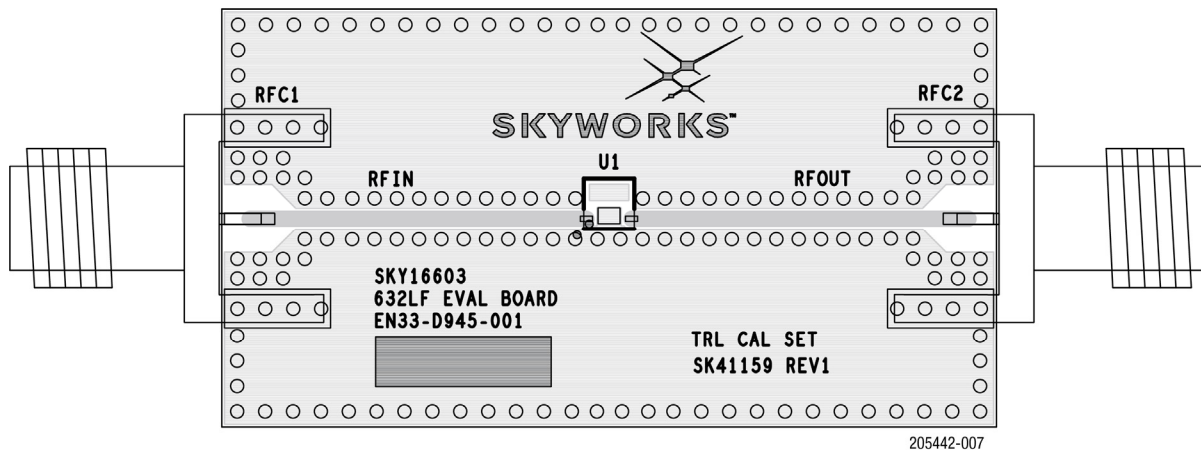 RFC1
RFC2
SKYWORKS™
U1
RFIN
RFOUT
SKY16603
632LF EVAL BOARD
EN33-D945-001
TRL CAL SET
SK41159 REV1
205442-007